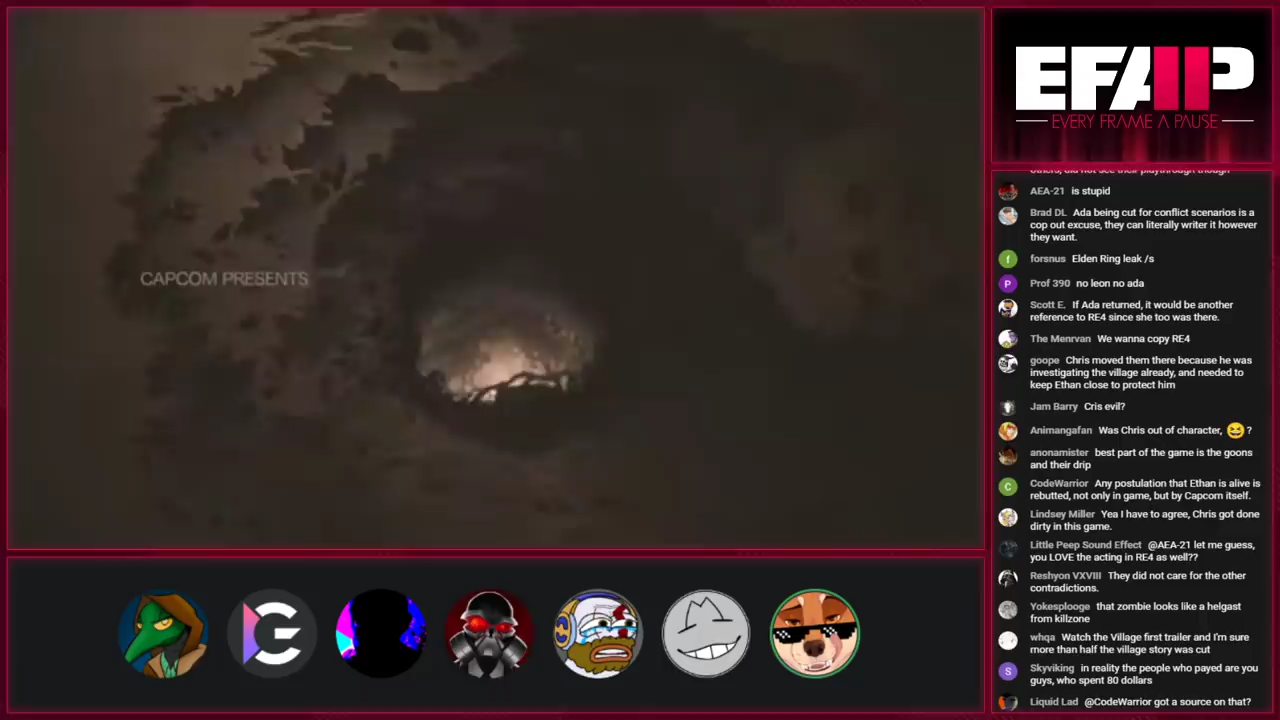 CAPCOM PRESENTS
EFAP
EVERY FRAME A PAUSE
others, did not see their playthrough though
AEA-21 is stupid
Brad DL Ada being cut for conflict scenarios is a
cop out excuse, they can literally writer it however
they want.
f
forsnus Elden Ring leak /s
P
Prof 390 no leon no ada
Scott E. If Ada returned, it would be another
reference to RE4 since she too was there.
The Menrvan We wanna copy RE4
goope Chris moved them there because he was
investigating the village already, and needed to
keep Ethan close to protect him
Jam Barry Cris evil?
Animangafan Was Chris out of character, 😆 ?
anonamister best part of the game is the goons
and their drip
C
CodeWarrior Any postulation that Ethan is alive is
rebutted, not only in game, but by Capcom itself.
Lindsey Miller Yea I have to agree, Chris got done
dirty in this game.
Little Peep Sound Effect @AEA-21 let me guess,
you LOVE the acting in RE4 as well??
Reshyon VXVIII They did not care for the other
contradictions.
Yokesplooge that zombie looks like a helgast
from killzone
whqa Watch the Village first trailer and I'm sure
more than half the village story was cut
S
Skyviking in reality the people who payed are you
guys, who spent 80 dollars
Liquid Lad @CodeWarrior got a source on that?